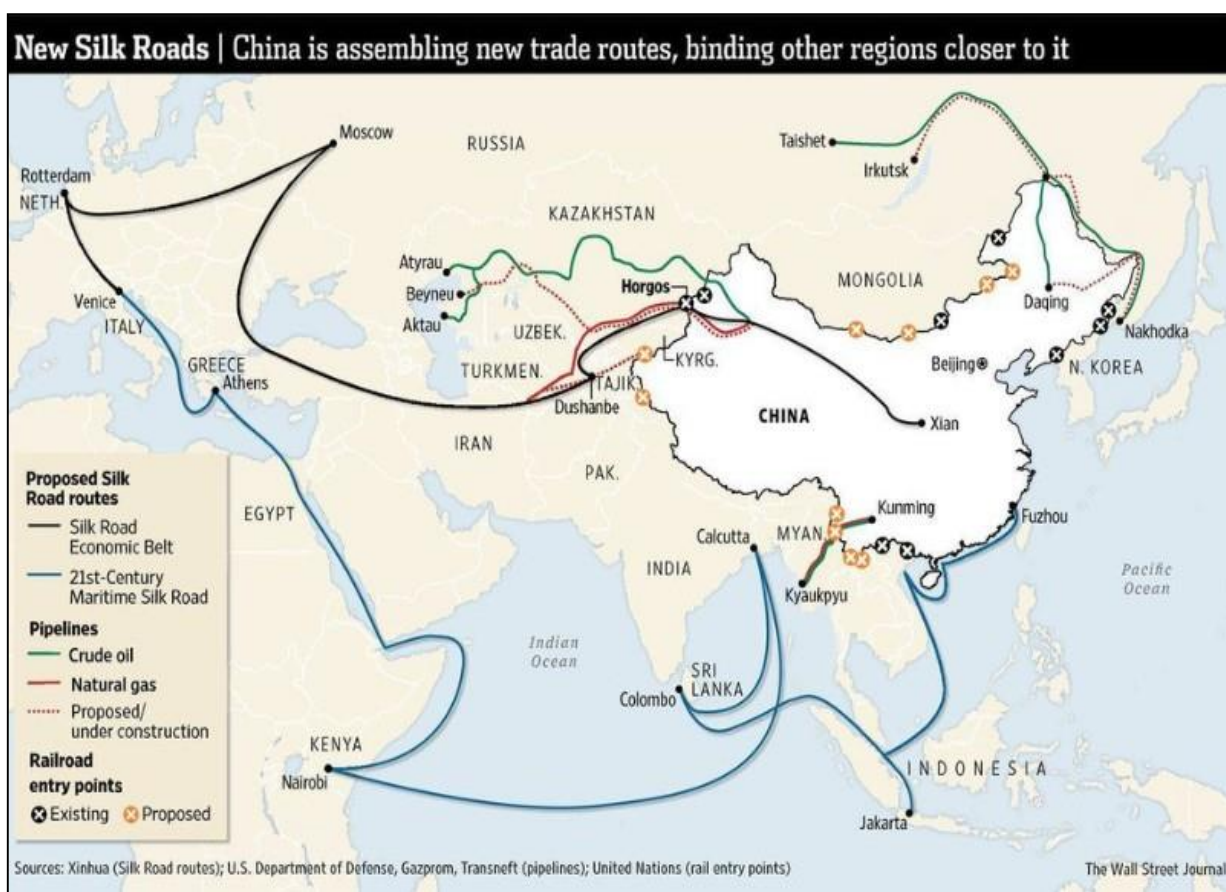 New Silk Roads | China is assembling new trade routes, binding other regions closer to it
Moscow
RUSSIA
Taishet
Irkutsk
Rotterdam
NETH.
KAZAKHSTAN
Atyrau
Beyneu
Aktau
Horgos
MONGOLIA
Daqing
Nakhodka
Venice
ITALY
UZBEK.
KYRG.
Beijing
N. KOREA
GREECE
Athens
TURKMEN.
TAJIK.
Dushanbe
CHINA
Xian
IRAN
PAK.
EGYPT
Calcutta
MYAN.
Kunming
Fuzhou
INDIA
Kyaukpyu
Pacific
Ocean
Indian
Ocean
SRI
LANKA
Colombo
KENYA
Nairobi
INDONESIA
Jakarta
Proposed Silk
Road routes
Silk Road
Economic Belt
21st-Century
Maritime Silk Road
Pipelines
Crude oil
Natural gas
Proposed/
under construction
Railroad
entry points
Existing
Proposed
Sources: Xinhua (Silk Road routes); U.S. Department of Defense, Gazprom, Transneft (pipelines); United Nations (rail entry points)
The Wall Street Journal